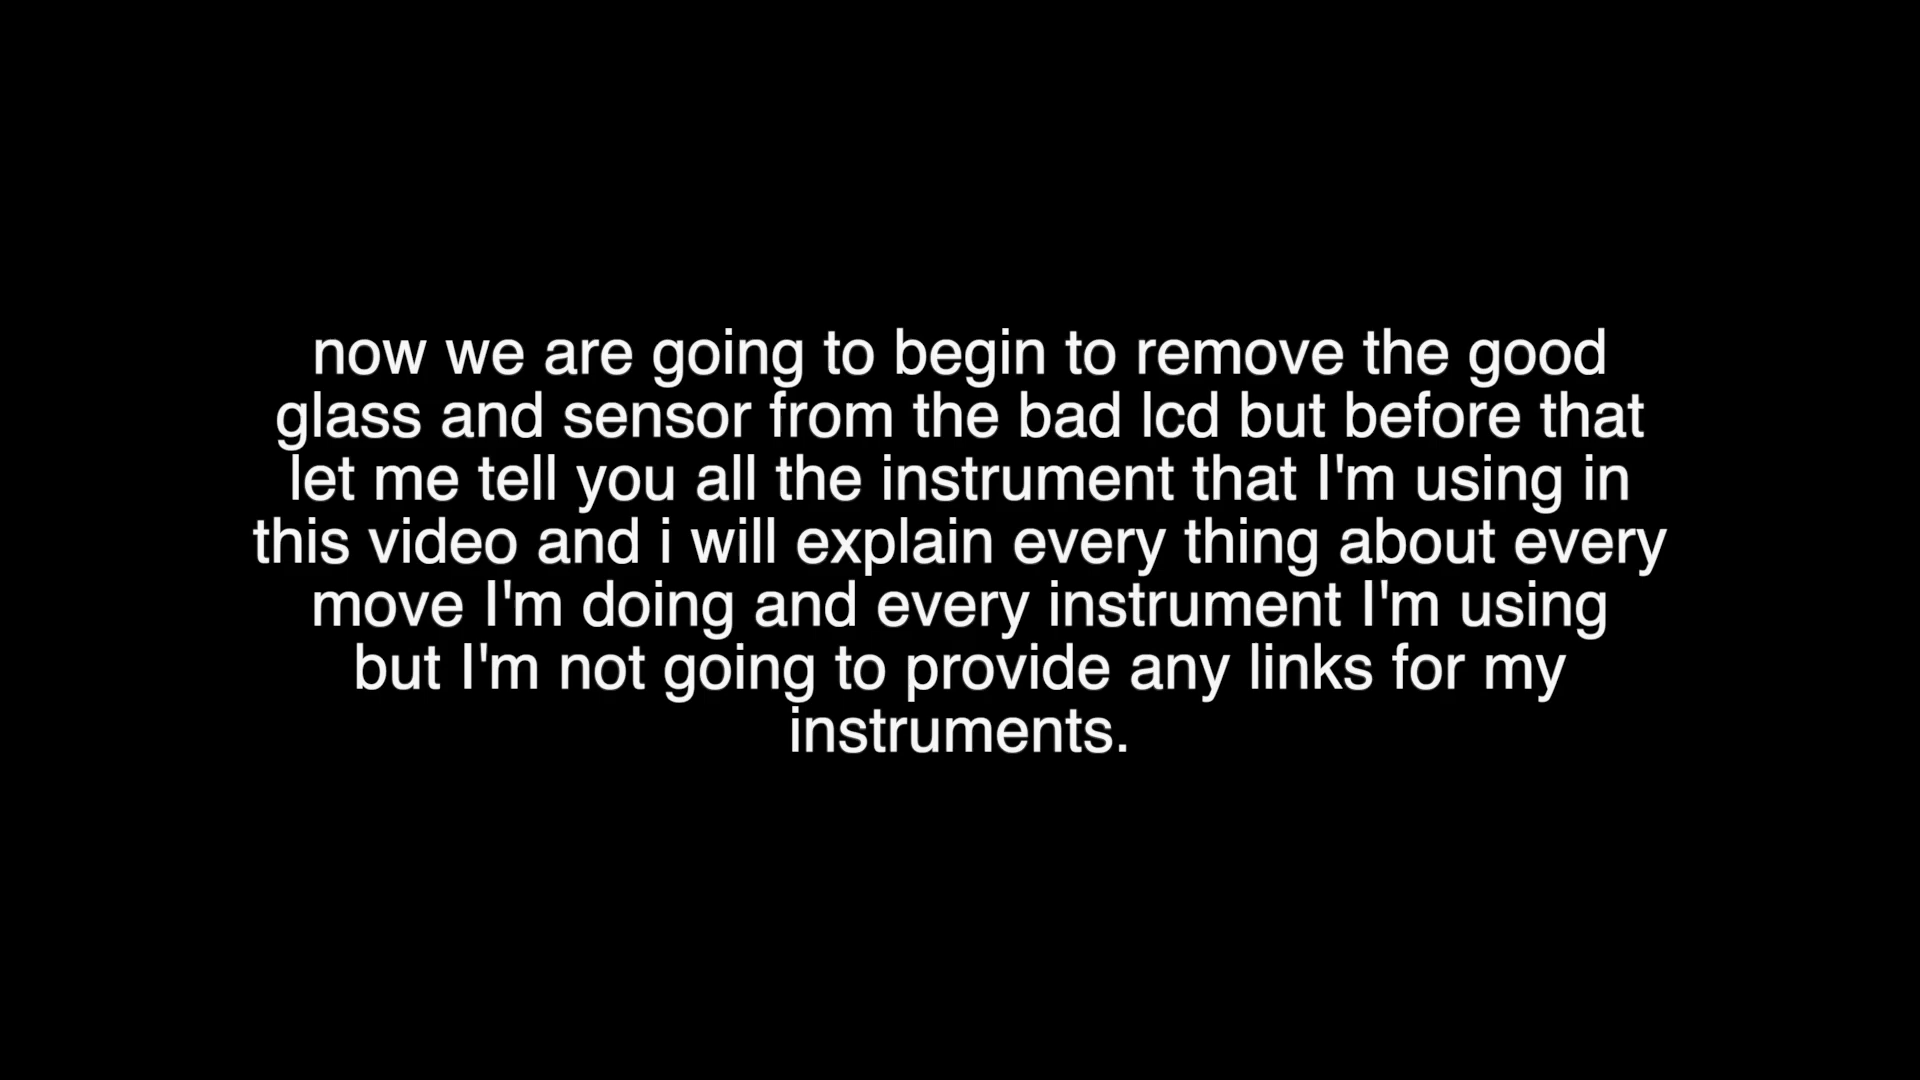 now we are going to begin to remove the good
glass and sensor from the bad lcd but before that
let me tell you all the instrument that I'm using in
this video and i will explain every thing about every
move I'm doing and every instrument I'm using
but I'm not going to provide any links for my
instruments.